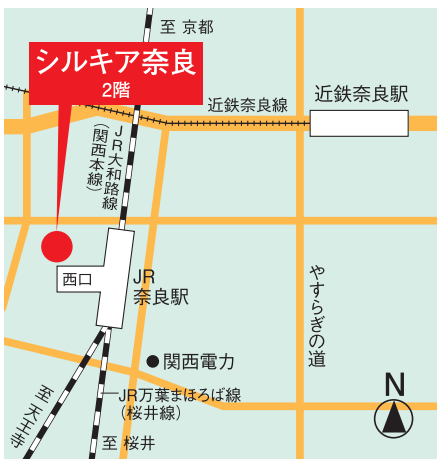 至 京都
シルキア奈良
2階
近鉄奈良線
近鉄奈良駅
JR大和路線
(関西本線)
西口
JR
奈良駅
やすらぎの道
関西電力
JR万葉まほろば線
(桜井線)
至 天王寺
至 桜井
N